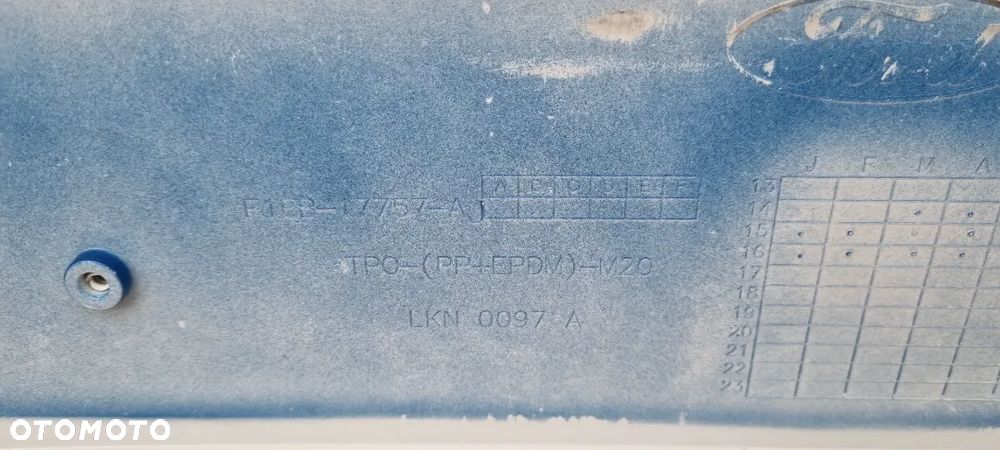 J F M A
A B C D E F
13
F1EB-17757-A
14
15
16
TPO-(PP+EPDM)-M20
17
18
LKN 0097 A
19
20
21
22
23
OTOMOTO